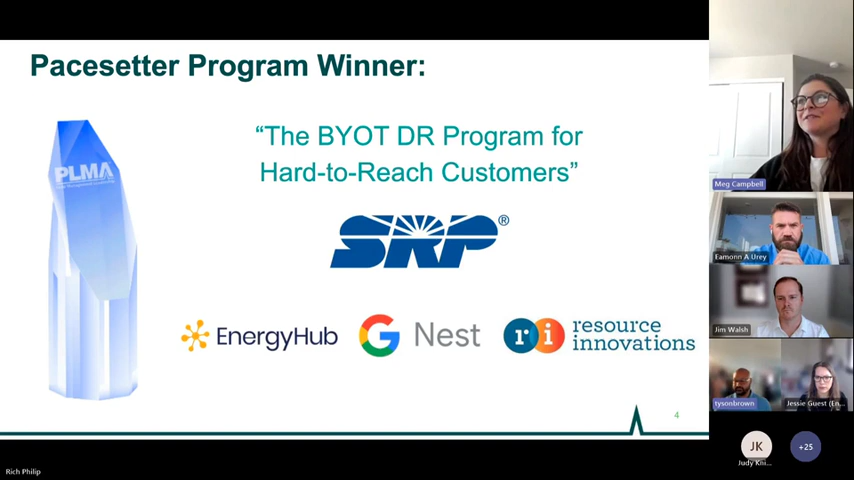 Pacesetter Program Winner:
PLMA
“The BYOT DR Program for
Hard-to-Reach Customers”
SRP®
EnergyHub
G Nest
ri resource
innovations
4
Rich Philip
Meg Campbell
Eamonn A Urey
Jim Walsh
tysonbrown
Jessie Guest (En...
JK
Judy Kni...
+25